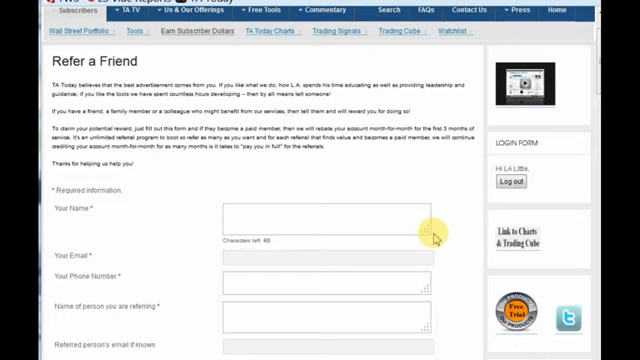 Subscribers TA TV Us & Our Offerings Free Tools Commentary Search FAQs Contact Us Press Home
Wall Street Portfolio Tools Earn Subscriber Dollars TA Today Charts Trading Signals Trading Cube Watchlist
Refer a Friend
TA Today believes that the best advertisement comes from you. If you like what we do; how L.A. spends his time educating as well as providing leadership and
guidance; if you like the tools we have spent countless hours developing -- then by all means tell someone!
If you have a friend, a family member or a colleague who might benefit from our services, then tell them and will reward you for doing so!
To claim your potential reward, just fill out this form and if they become a paid member, then we will rebate your account month-for-month for the first 3 months of
service. It's an unlimited referral program to boot so refer as many as you want and for each referral that finds value and becomes a paid member, we will continue
crediting your account month-for-month for as many months is it takes to "pay you in full" for the referrals.
Thanks for helping us help you!
* Required information.
Your Name *
Characters left: 60
Your Email *
Your Phone Number *
Name of person you are referring *
Referred person's email if known
LOGIN FORM
Hi LA Little,
Log out
Link to Charts
& Trading Cube
Free
Trial